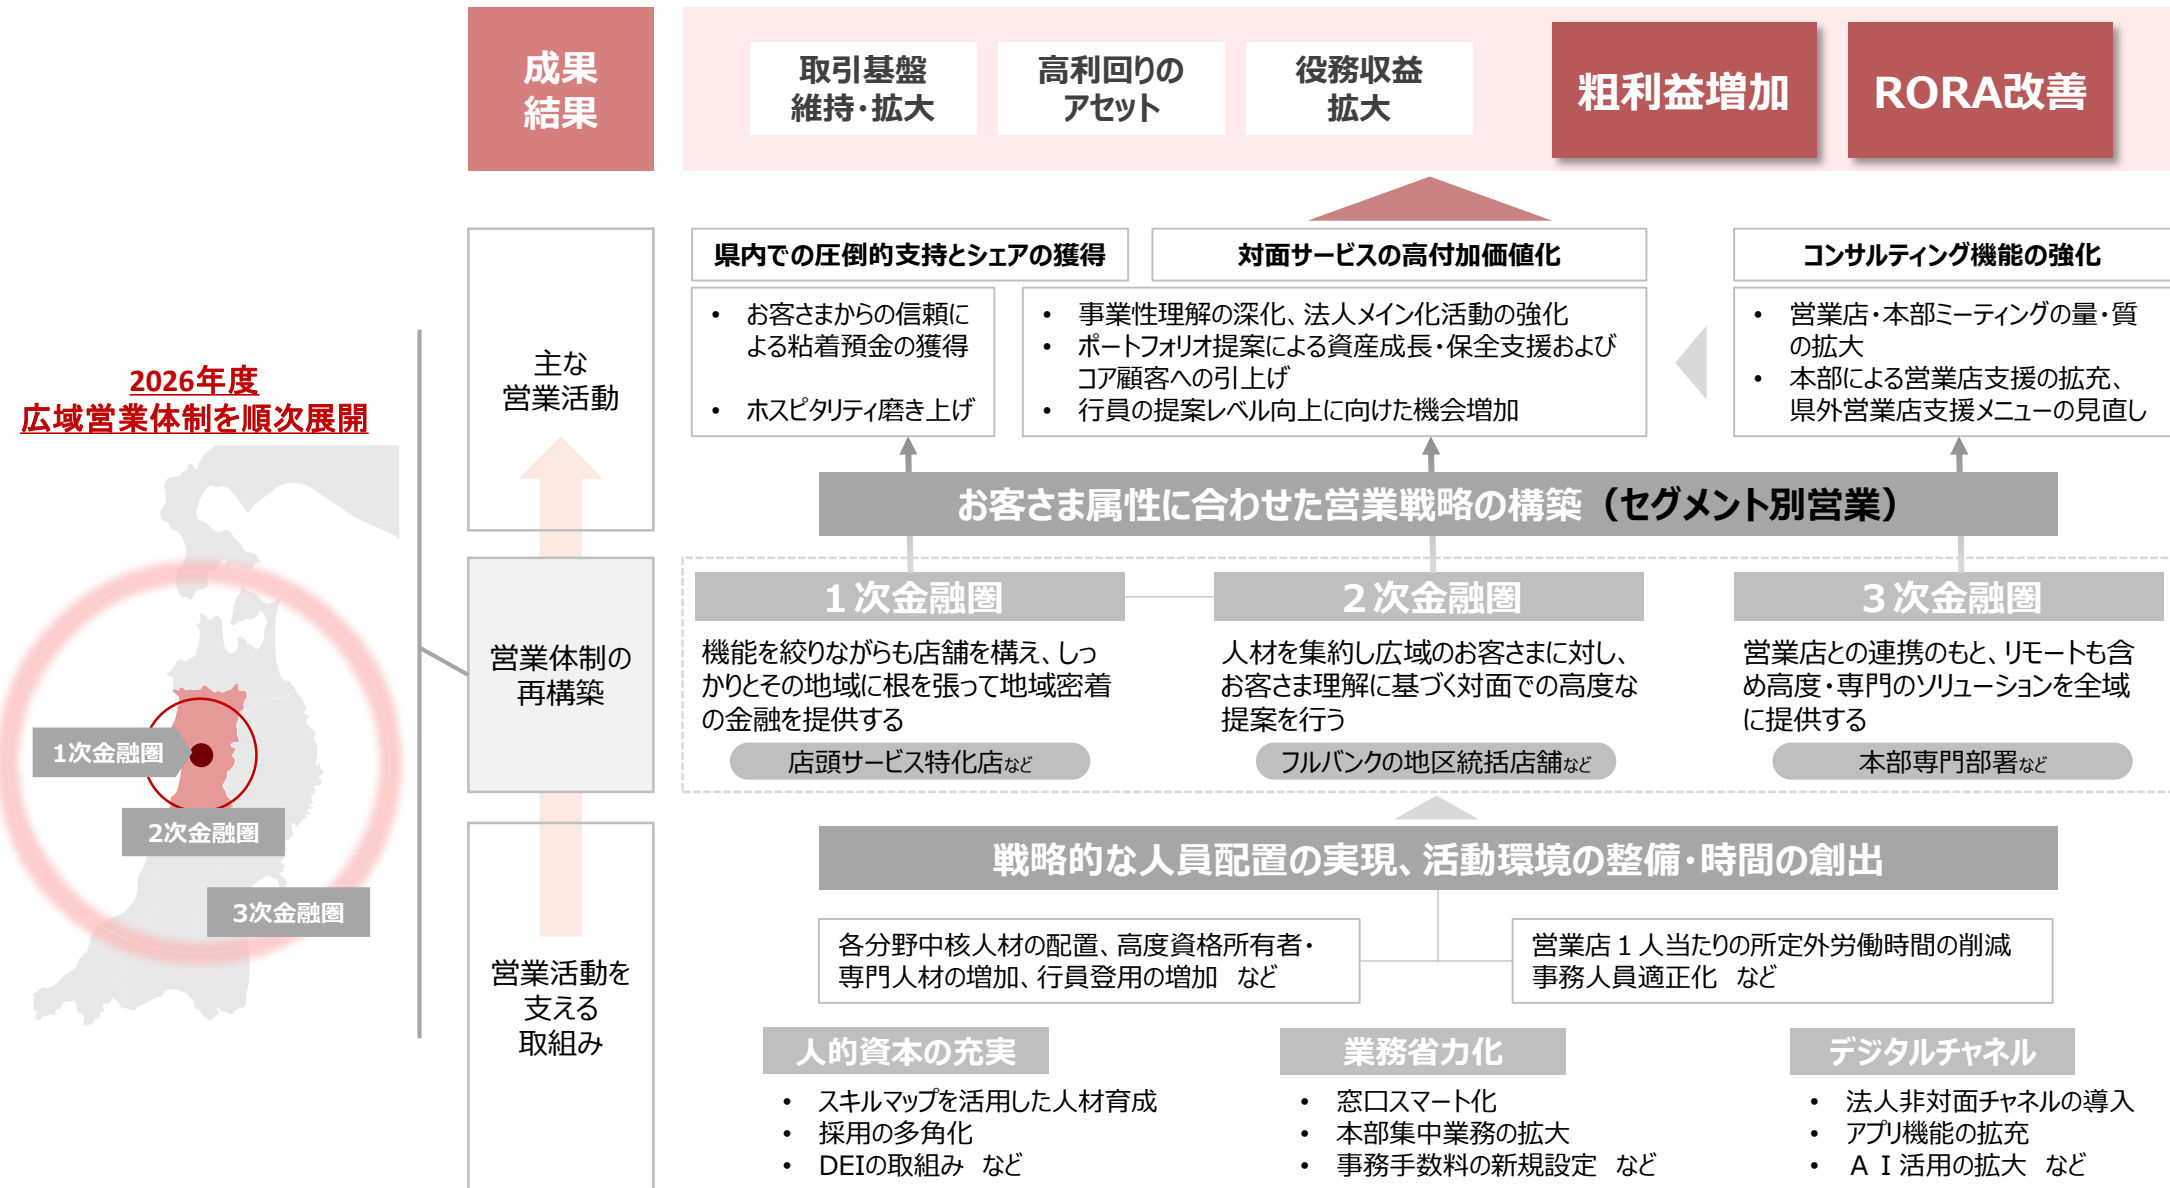 成果
結果
取引基盤
維持・拡大
高利回りの
アセット
役務収益
拡大
粗利益増加
RORA改善
2026年度
広域営業体制を順次展開
1次金融圏
2次金融圏
3次金融圏
主な
営業活動
県内での圧倒的支持とシェアの獲得
• お客さまからの信頼に
よる粘着預金の獲得
• ホスピタリティ磨き上げ
対面サービスの高付加価値化
• 事業性理解の深化、法人メイン化活動の強化
• ポートフォリオ提案による資産成長・保全支援および
コア顧客への引上げ
• 行員の提案レベル向上に向けた機会増加
コンサルティング機能の強化
• 営業店・本部ミーティングの量・質
の拡大
• 本部による営業店支援の拡充、
県外営業店支援メニューの見直し
お客さま属性に合わせた営業戦略の構築（セグメント別営業）
営業体制の
再構築
１次金融圏
機能を絞りながらも店舗を構え、しっ
かりとその地域に根を張って地域密着
の金融を提供する
店頭サービス特化店など
２次金融圏
人材を集約し広域のお客さまに対し、
お客さま理解に基づく対面での高度な
提案を行う
フルバンクの地区統括店舗など
３次金融圏
営業店との連携のもと、リモートも含
め高度・専門のソリューションを全域
に提供する
本部専門部署など
営業活動を
支える
取組み
戦略的な人員配置の実現、活動環境の整備・時間の創出
各分野中核人材の配置、高度資格所有者・
専門人材の増加、行員登用の増加　など
営業店１人当たりの所定外労働時間の削減
事務人員適正化　など
人的資本の充実
• スキルマップを活用した人材育成
• 採用の多角化
• DEIの取組み　など
業務省力化
• 窓口スマート化
• 本部集中業務の拡大
• 事務手数料の新規設定　など
デジタルチャネル
• 法人非対面チャネルの導入
• アプリ機能の拡充
• ＡＩ活用の拡大　など